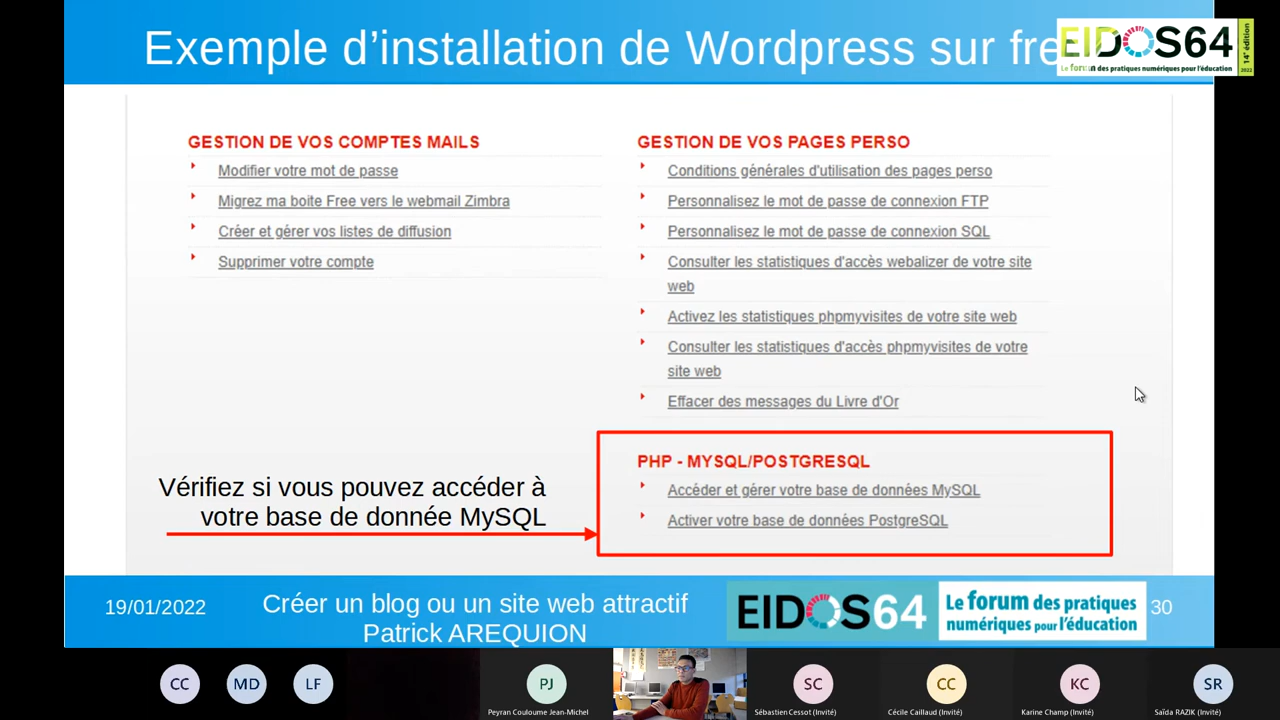 Exemple d’installation de Wordpress sur fre
EIDOS64
Le forum des pratiques numériques pour l'éducation
14e édition
2022
GESTION DE VOS COMPTES MAILS
Modifier votre mot de passe
Migrez ma boite Free vers le webmail Zimbra
Créer et gérer vos listes de diffusion
Supprimer votre compte
GESTION DE VOS PAGES PERSO
Conditions générales d'utilisation des pages perso
Personnalisez le mot de passe de connexion FTP
Personnalisez le mot de passe de connexion SQL
Consulter les statistiques d'accès webalizer de votre site
web
Activez les statistiques phpmyvisites de votre site web
Consulter les statistiques d'accès phpmyvisites de votre
site web
Effacer des messages du Livre d'Or
PHP - MYSQL/POSTGRESQL
Accéder et gérer votre base de données MySQL
Activer votre base de données PostgreSQL
Vérifiez si vous pouvez accéder à
votre base de donnée MySQL
19/01/2022
Créer un blog ou un site web attractif
Patrick AREQUION
EIDOS64
Le forum des pratiques
numériques pour l'éducation
30
CC
MD
LF
PJ
SC
CC
KC
SR
Peyran Couloume Jean-Michel
Sébastien Cessot (Invité)
Cécile Caillaud (Invité)
Karine Champ (Invité)
Saïda RAZIK (Invité)